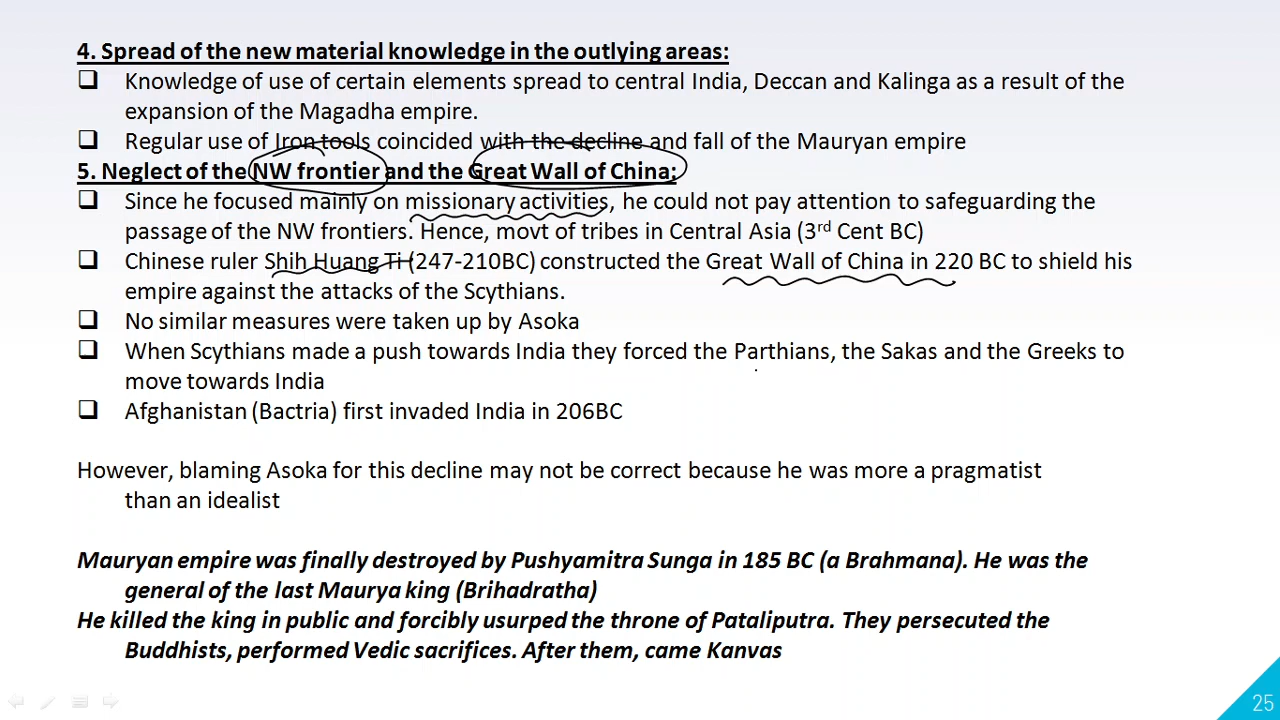 4. Spread of the new material knowledge in the outlying areas:
Knowledge of use of certain elements spread to central India, Deccan and Kalinga as a result of the
expansion of the Magadha empire.
Regular use of Iron tools coincided with the decline and fall of the Mauryan empire
5. Neglect of the NW frontier and the Great Wall of China:
Since he focused mainly on missionary activities, he could not pay attention to safeguarding the
passage of the NW frontiers. Hence, movt of tribes in Central Asia (3rd Cent BC)
Chinese ruler Shih Huang Ti (247-210BC) constructed the Great Wall of China in 220 BC to shield his
empire against the attacks of the Scythians.
No similar measures were taken up by Asoka
When Scythians made a push towards India they forced the Parthians, the Sakas and the Greeks to
move towards India
Afghanistan (Bactria) first invaded India in 206BC
However, blaming Asoka for this decline may not be correct because he was more a pragmatist
than an idealist
Mauryan empire was finally destroyed by Pushyamitra Sunga in 185 BC (a Brahmana). He was the
general of the last Maurya king (Brihadratha)
He killed the king in public and forcibly usurped the throne of Pataliputra. They persecuted the
Buddhists, performed Vedic sacrifices. After them, came Kanvas
25